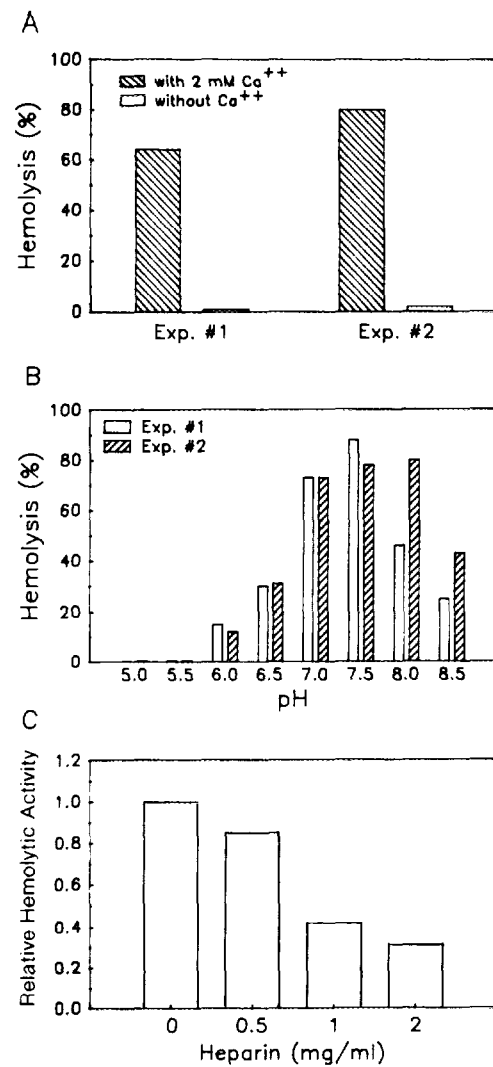 A
100
80
60
40
20
0
Hemolysis (%)
with 2 mM Ca++
without Ca++
Exp. #1 Exp. #2
B
100
80
60
40
20
0
Hemolysis (%)
Exp. #1
Exp. #2
5.0 5.5 6.0 6.5 7.0 7.5 8.0 8.5
pH
C
1.2
1.0
0.8
0.6
0.4
0.2
0.0
Relative Hemolytic Activity
0 0.5 1 2
Heparin (mg/ml)